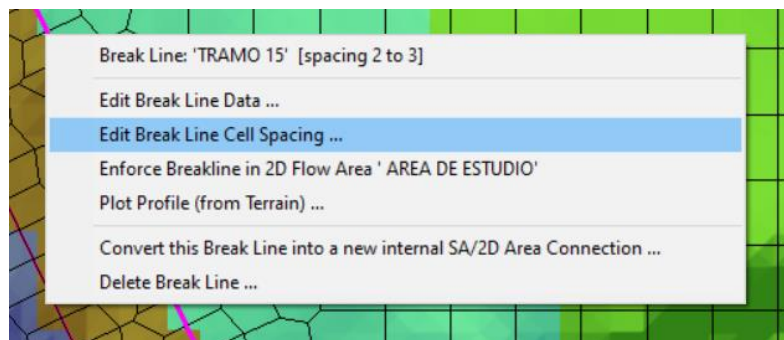 Break Line: 'TRAMO 15' [spacing 2 to 3]
Edit Break Line Data ...
Edit Break Line Cell Spacing ...
Enforce Breakline in 2D Flow Area ' AREA DE ESTUDIO'
Plot Profile (from Terrain) ...
Convert this Break Line into a new internal SA/2D Area Connection ...
Delete Break Line ...